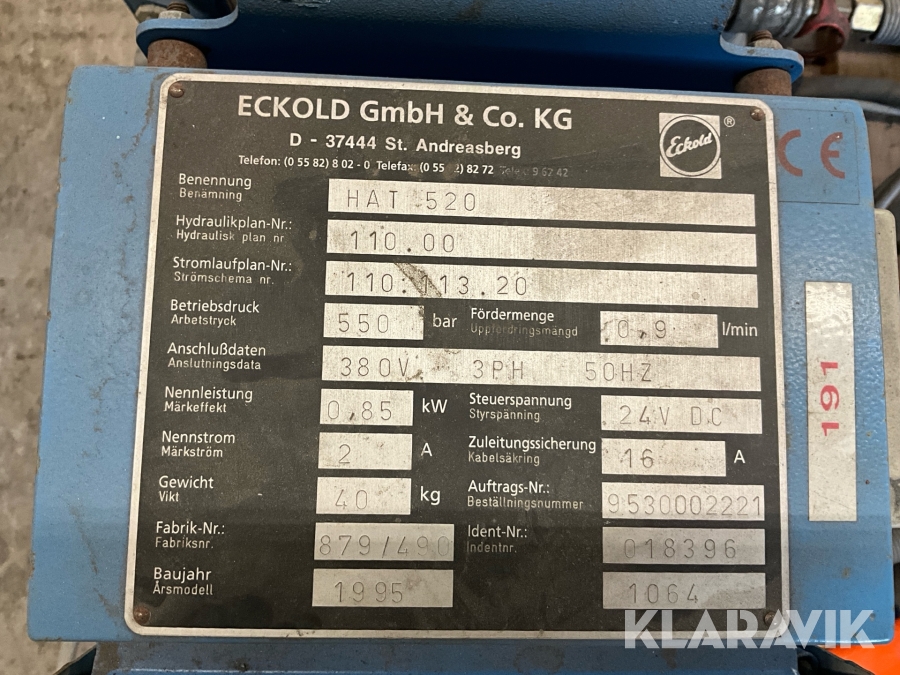 ECKOLD GmbH & Co. KG
D - 37444 St. Andreasberg
Telefon: (0 55 82) 8 02 - 0 Telefax: (0 55 2) 82 72
Eckold ®
CE
Benennung HAT 520
Benämning
Hydraulikplan-Nr.: 110.00
Hydraulisk plan nr
Stromlaufplan-Nr.: 110.113.20
Strömschema nr.
Betriebsdruck 550 bar Fördermenge 0,9 l/min
Arbetstryck Uppfordringsmängd
Anschlußdaten 380V. 3PH 50HZ
Anslutningsdata
Nennleistung 0,85 kW Steuerspannung 24V DC
Märkeffekt Styrspänning
Nennstrom 2 A Zuleitungssicherung 16 A
Märkström Kabelsäkring
Gewicht 40 kg Auftrags-Nr.: 9530002221
Vikt Beställningsnummer
Fabrik-Nr.: 879/490 Ident-Nr.: 018396
Fabriksnr. Indentnr.
Baujahr 1995 1064
Årsmodell
191
KLARAVIK